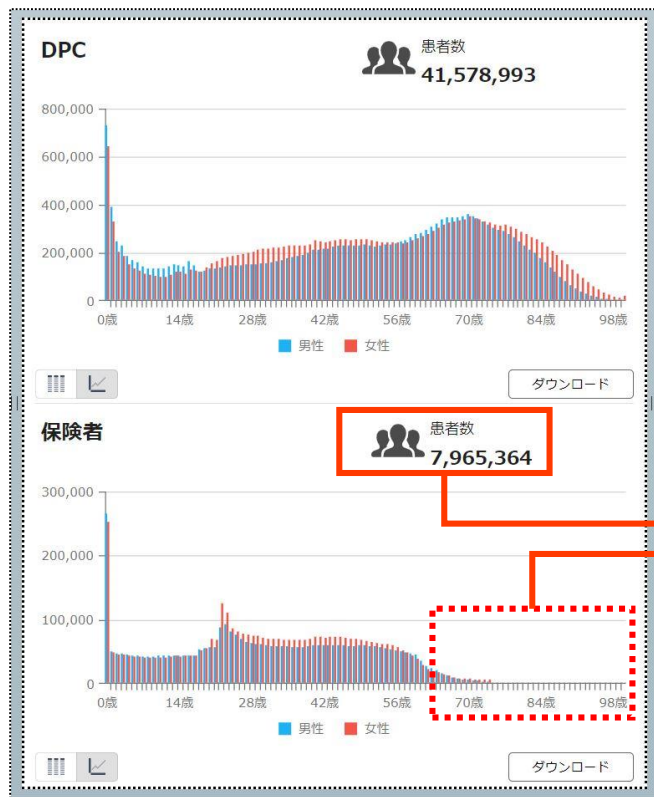 DPC
患者数
41,578,993
800,000
600,000
400,000
200,000
0
0歳 14歳 28歳 42歳 56歳 70歳 84歳 98歳
男性 女性
ダウンロード
保険者
患者数
7,965,364
300,000
200,000
100,000
0
0歳 14歳 28歳 42歳 56歳 70歳 84歳 98歳
男性 女性
ダウンロード